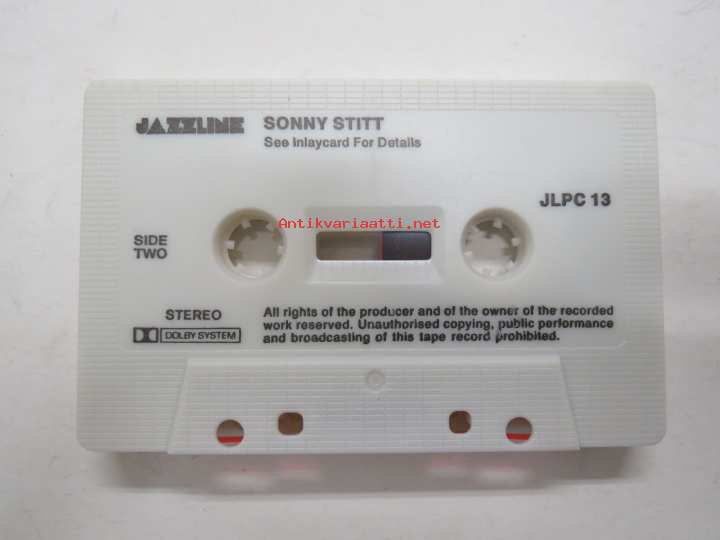 JAZZLINE SONNY STITT
See Inlaycard For Details
JLPC 13
Antikvariaatti.net
SIDE
TWO
STEREO
DOLBY SYSTEM
All rights of the producer and of the owner of the recorded
work reserved. Unauthorised copying, public performance
and broadcasting of this tape record prohibited.